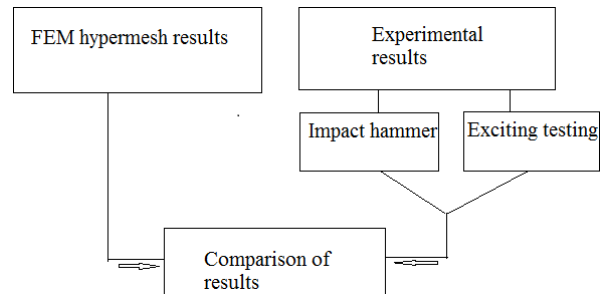 FEM hypermesh results
Experimental
results
Impact hammer
Exciting testing
Comparison of
results